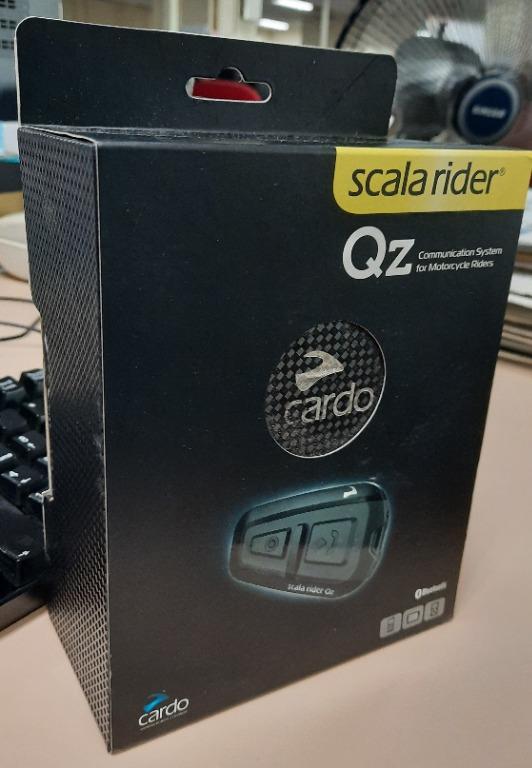 scala rider®
Qz
Communication System
for Motorcycle Riders
cardo
scala rider Qz
Bluetooth
cardo